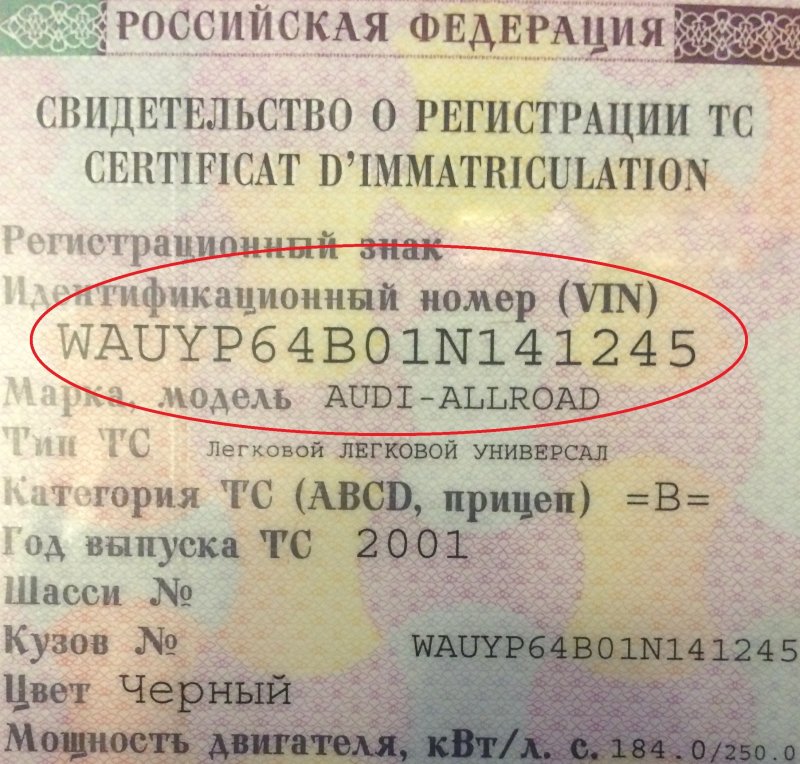 РОССИЙСКАЯ ФЕДЕРАЦИЯ
СВИДЕТЕЛЬСТВО О РЕГИСТРАЦИИ ТС
CERTIFICAT D'IMMATRICULATION
Регистрационный знак
Идентификационный номер (VIN)
WAUYP64B01N141245
Марка, модель AUDI-ALLROAD
Тип ТС Легковой ЛЕГКОВОЙ УНИВЕРСАЛ
Категория ТС (ABCD, прицеп) =B=
Год выпуска ТС 2001
Шасси №
Кузов № WAUYP64B01N141245
Цвет Черный
Мощность двигателя, кВт/л. с. 184.0/250.0